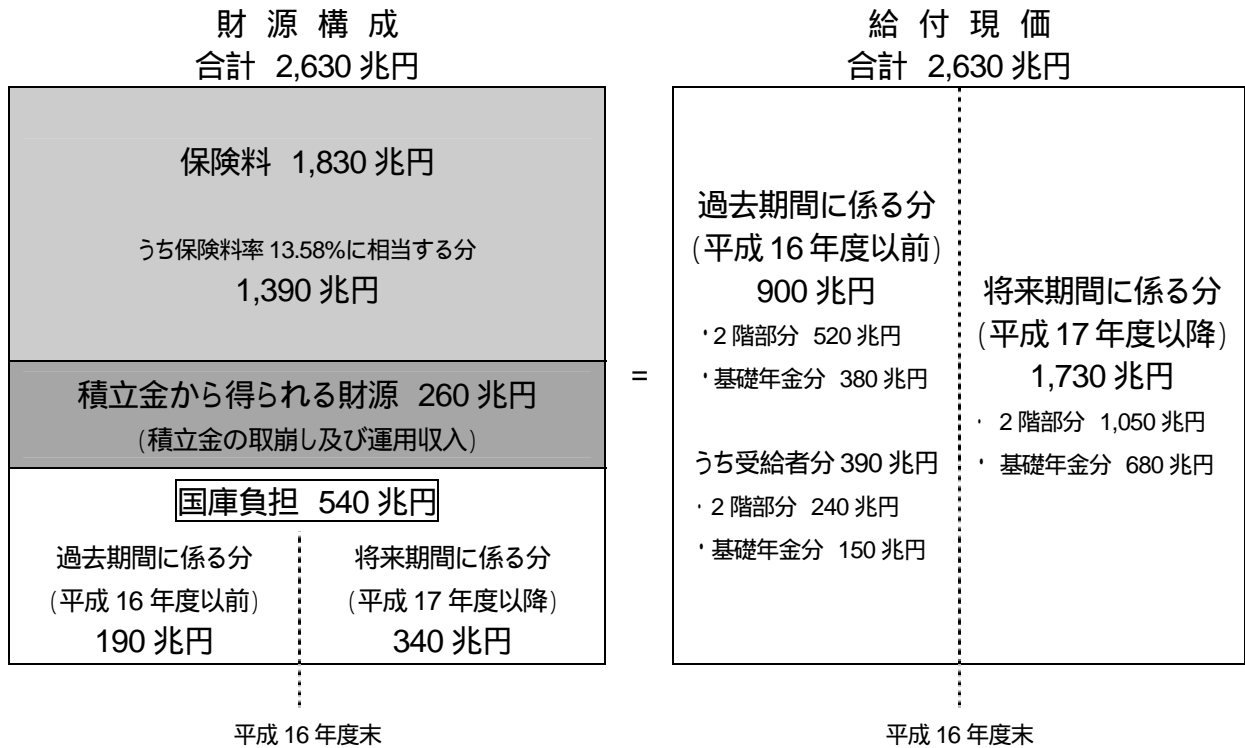 財源構成
合計 2,630 兆円
保険料 1,830 兆円
うち保険料率 13.58%に相当する分
1,390 兆円
積立金から得られる財源 260 兆円
(積立金の取崩し及び運用収入)
国庫負担 540 兆円
過去期間に係る分
(平成 16 年度以前)
190 兆円
将来期間に係る分
(平成 17 年度以降)
340 兆円
平成 16 年度末
=
給付現価
合計 2,630 兆円
過去期間に係る分
(平成 16 年度以前)
900 兆円
・2 階部分 520 兆円
・基礎年金分 380 兆円
うち受給者分 390 兆円
・2 階部分 240 兆円
・基礎年金分 150 兆円
将来期間に係る分
(平成 17 年度以降)
1,730 兆円
・ 2 階部分 1,050 兆円
・ 基礎年金分 680 兆円
平成 16 年度末